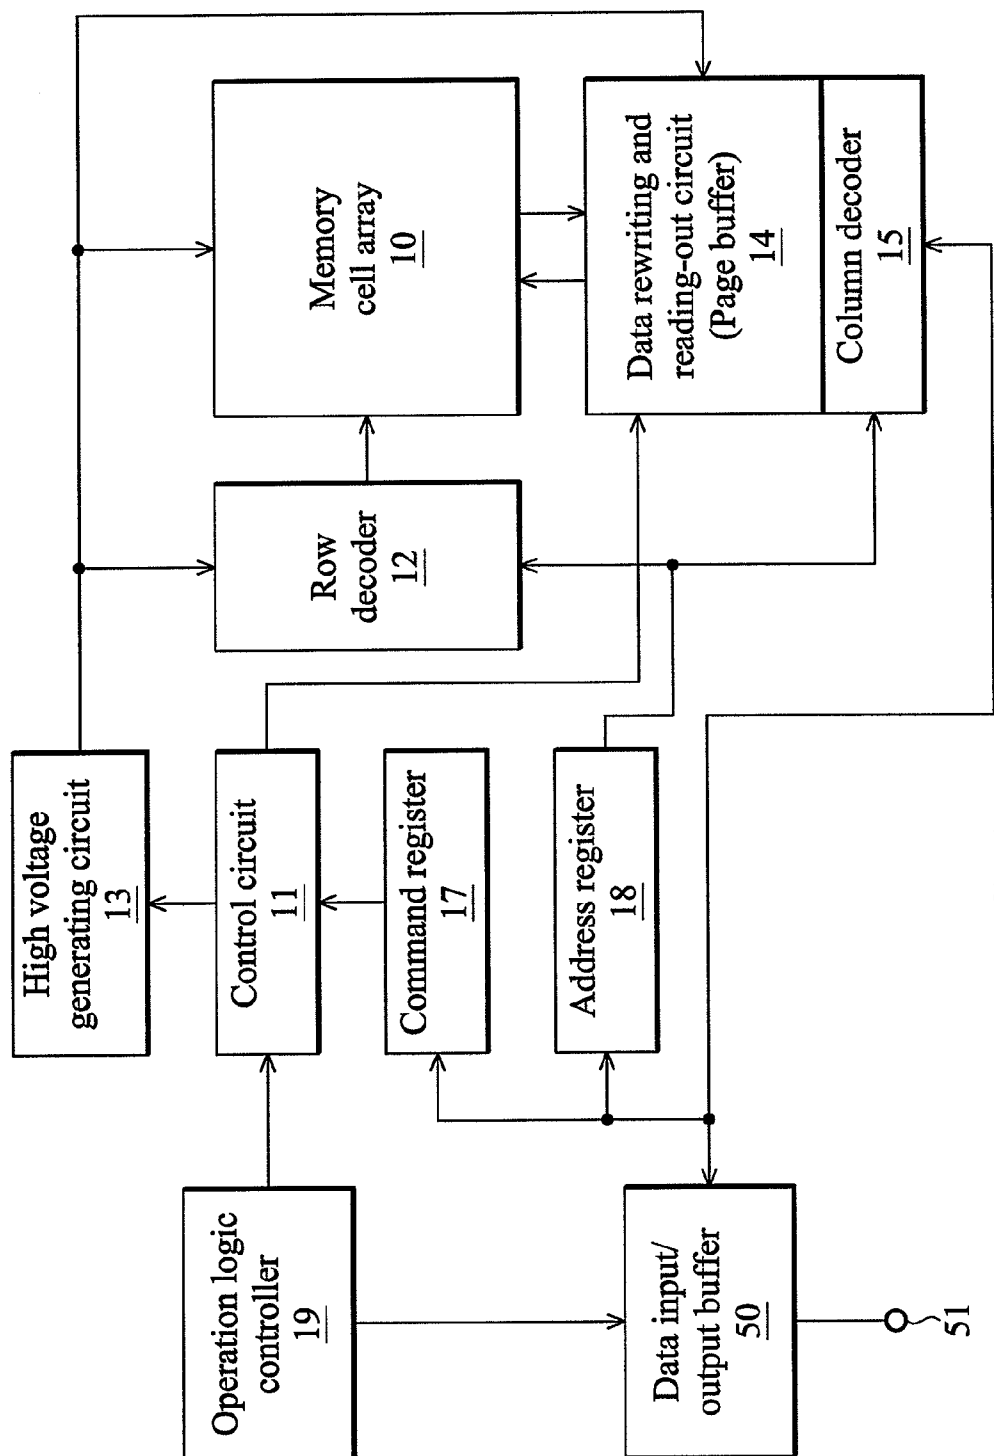 High voltage
generating circuit
13
Memory
cell array
10
Row
decoder
12
Data rewriting and
reading-out circuit
(Page buffer)
14
Column decoder
15
Control circuit
11
Command register
17
Address register
18
Operation logic
controller
19
Data input/
output buffer
50
51